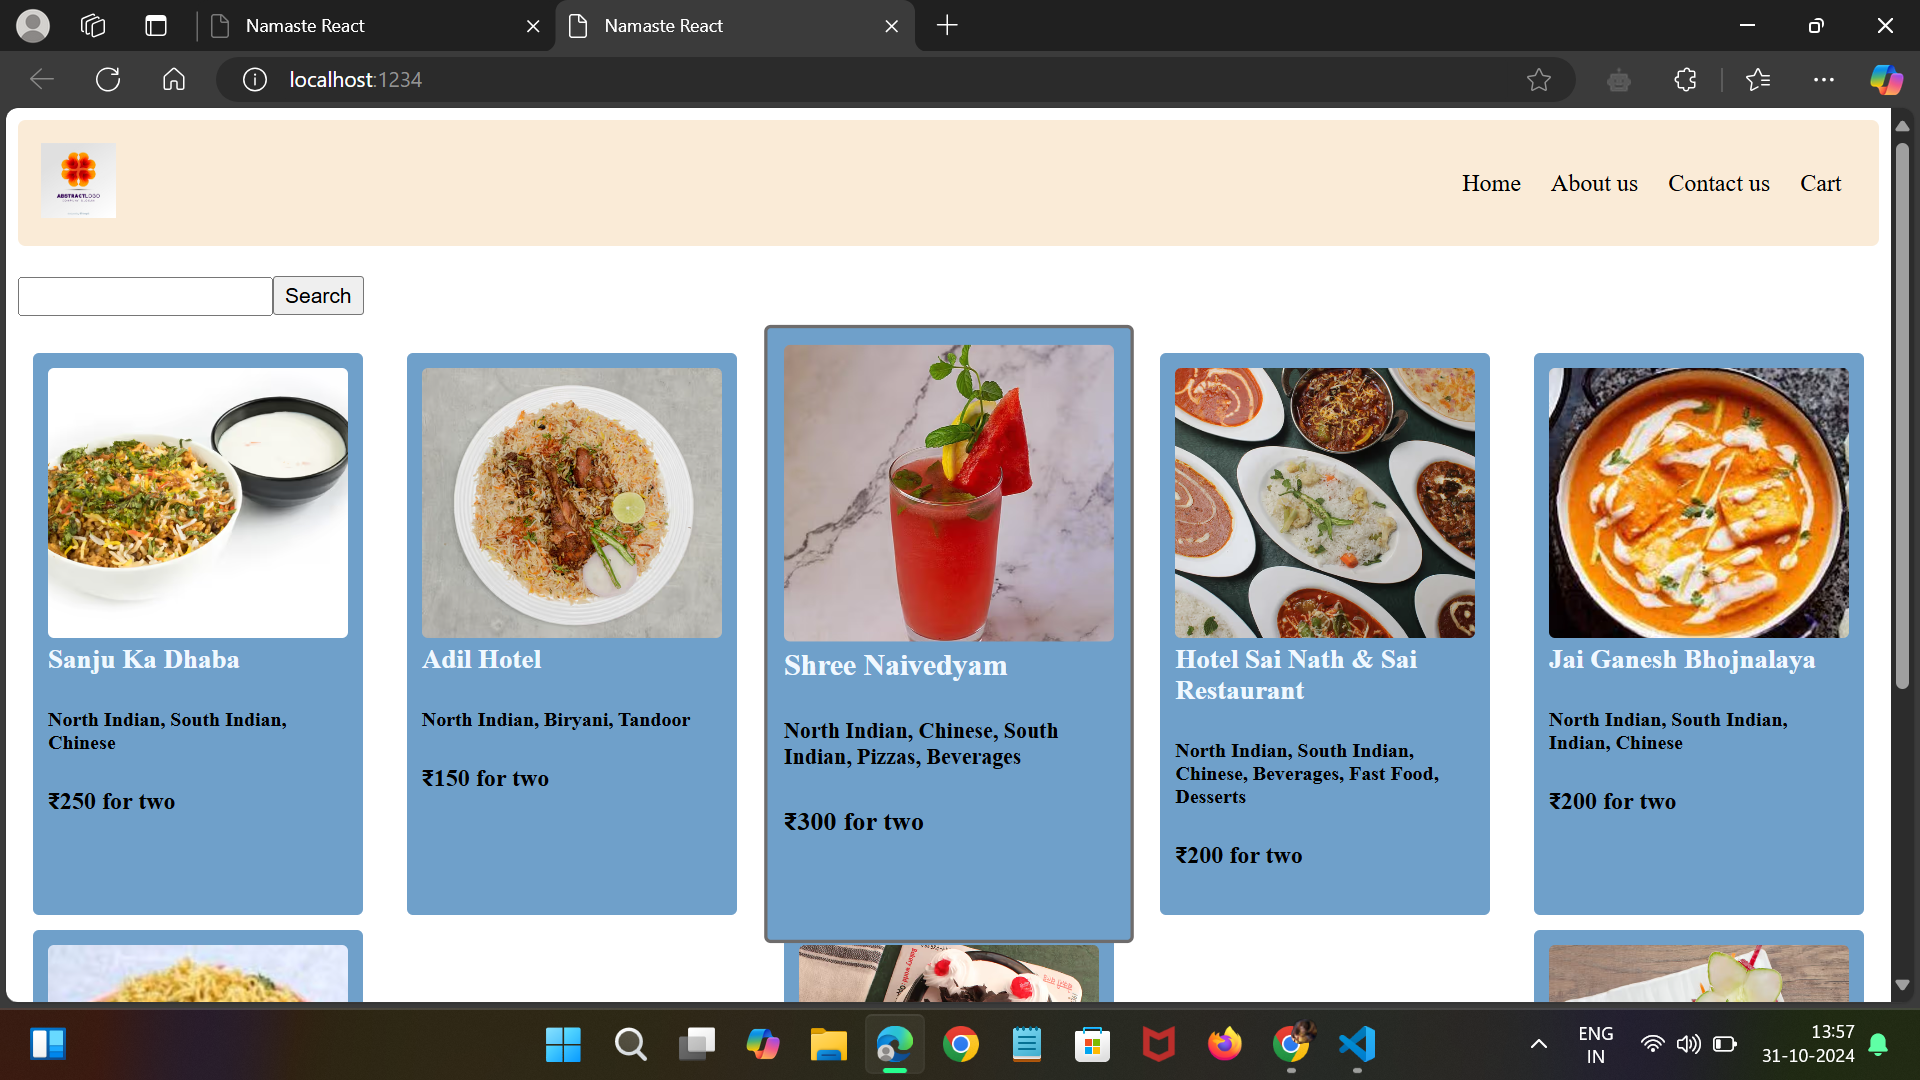 Namaste React
Namaste React
localhost:1234
ABSTRACTLOGO
Home
About us
Contact us
Cart
Search
Sanju Ka Dhaba
North Indian, South Indian,
Chinese
₹250 for two
Adil Hotel
North Indian, Biryani, Tandoor
₹150 for two
Shree Naivedyam
North Indian, Chinese, South
Indian, Pizzas, Beverages
₹300 for two
Hotel Sai Nath & Sai
Restaurant
North Indian, South Indian,
Chinese, Beverages, Fast Food,
Desserts
₹200 for two
Jai Ganesh Bhojnalaya
North Indian, South Indian,
Indian, Chinese
₹200 for two
ENG
IN
13:57
31-10-2024